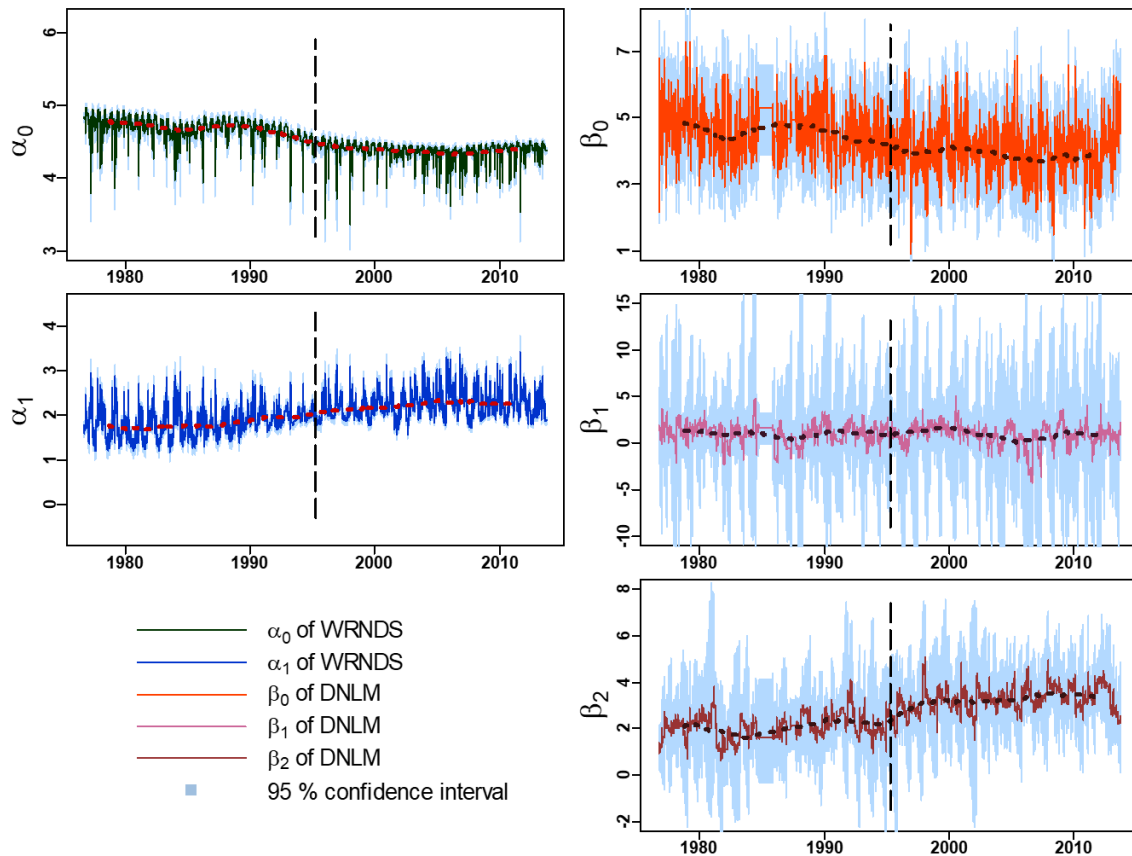 α0
6
5
4
3
1980 1990 2000 2010
β0
7
5
3
1
1980 1990 2000 2010
α1
4
3
2
1
0
1980 1990 2000 2010
β1
15
10
5
0
-5
-10
1980 1990 2000 2010
α0 of WRNDS
α1 of WRNDS
β0 of DNLM
β1 of DNLM
β2 of DNLM
95 % confidence interval
β2
8
6
4
2
0
-2
1980 1990 2000 2010